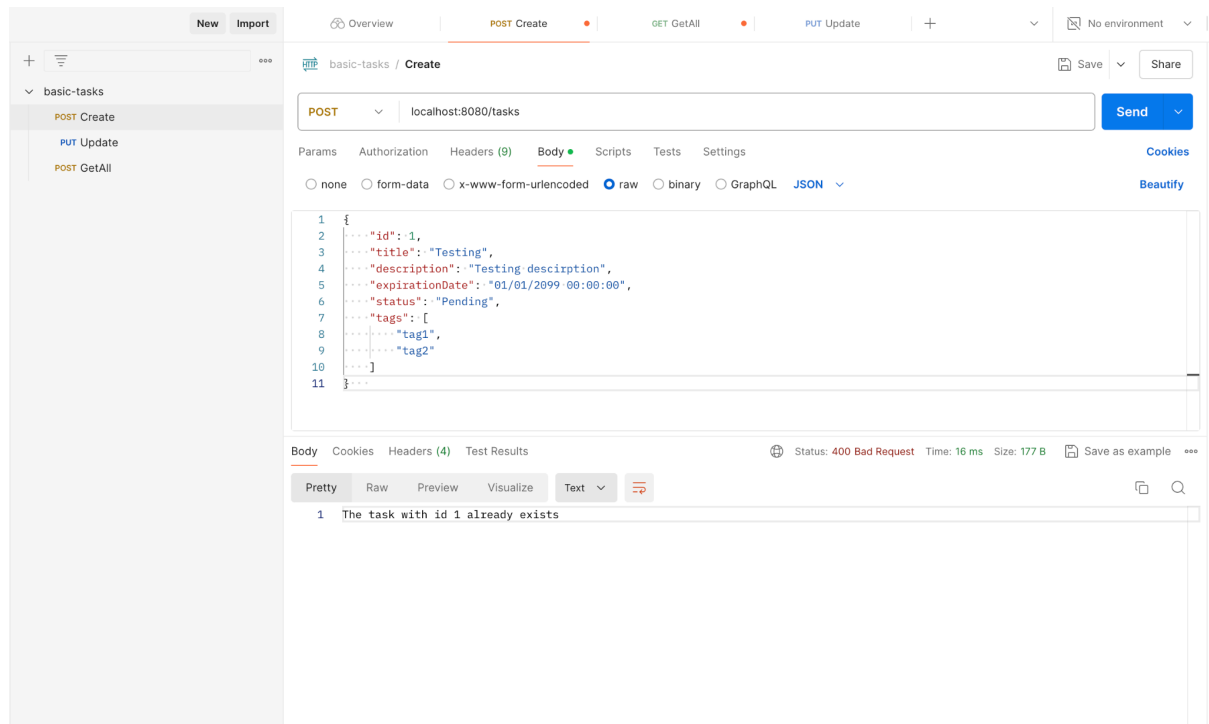 New Import
Overview POST Create GET GetAll PUT Update No environment
basic-tasks
POST Create
PUT Update
POST GetAll
HTTP basic-tasks / Create Save Share
POST localhost:8080/tasks Send
Params Authorization Headers (9) Body Scripts Tests Settings Cookies
none form-data x-www-form-urlencoded raw binary GraphQL JSON Beautify
1 {
2 "id": 1,
3 "title": "Testing",
4 "description": "Testing descirption",
5 "expirationDate": "01/01/2099 00:00:00",
6 "status": "Pending",
7 "tags": [
8 "tag1",
9 "tag2"
10 ]
11 }
Body Cookies Headers (4) Test Results Status: 400 Bad Request Time: 16 ms Size: 177 B Save as example
Pretty Raw Preview Visualize Text
1 The task with id 1 already exists